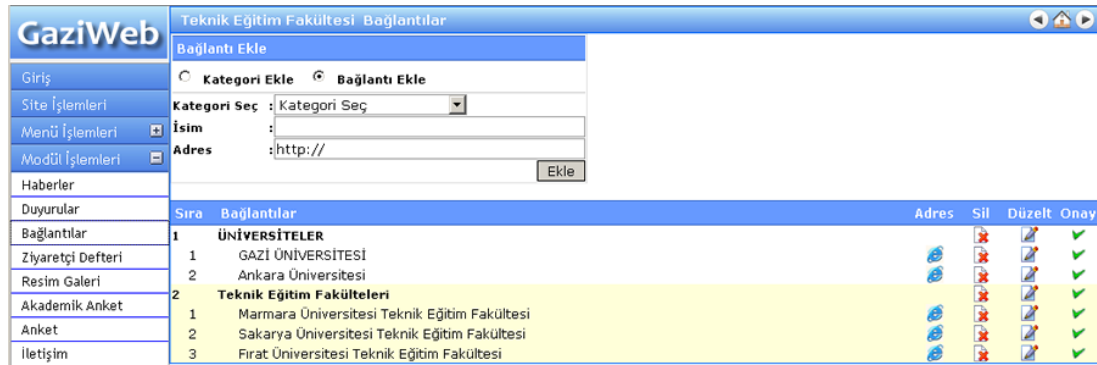 GaziWeb
Giriş
Site İşlemleri
Menü İşlemleri
Modül İşlemleri
Haberler
Duyurular
Bağlantılar
Ziyaretçi Defteri
Resim Galeri
Akademik Anket
Anket
İletişim
Teknik Eğitim Fakültesi Bağlantılar
Bağlantı Ekle
Kategori Ekle Bağlantı Ekle
Kategori Seç : Kategori Seç
İsim :
Adres : http://
Ekle
Sıra Bağlantılar Adres Sil Düzelt Onay
1 ÜNİVERSİTELER
1 GAZİ ÜNİVERSİTESİ
2 Ankara Üniversitesi
2 Teknik Eğitim Fakülteleri
1 Marmara Üniversitesi Teknik Eğitim Fakültesi
2 Sakarya Üniversitesi Teknik Eğitim Fakültesi
3 Fırat Üniversitesi Teknik Eğitim Fakültesi